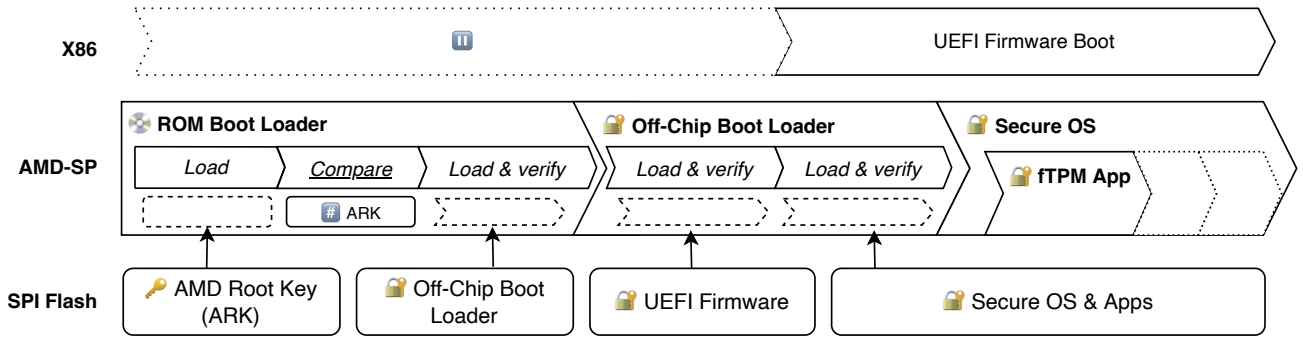 X86
UEFI Firmware Boot
AMD-SP
ROM Boot Loader
Load
Compare
Load & verify
# ARK
Off-Chip Boot Loader
Load & verify
Load & verify
Secure OS
fTPM App
SPI Flash
AMD Root Key
(ARK)
Off-Chip Boot
Loader
UEFI Firmware
Secure OS & Apps